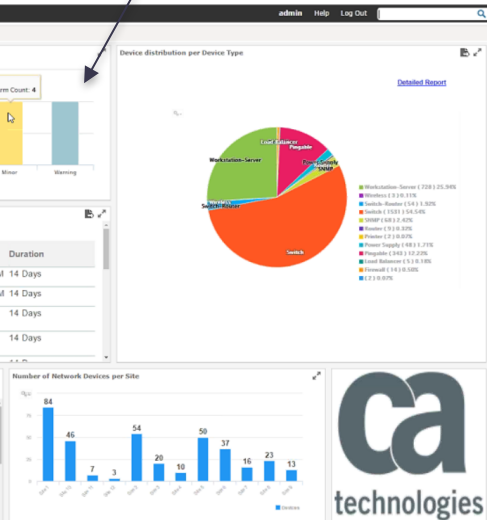 admin Help Log Out
Device distribution per Device Type
Detailed Report
rm Count: 4
Minor Warning
Load Balancer
Pingable
Workstation-Server
Power Supply
SNMP
Wireless
Switch-Router
Switch
Workstation-Server ( 728 ) 25.94%
Wireless ( 3 ) 0.11%
Switch-Router ( 54 ) 1.92%
Switch ( 1531 ) 54.54%
SNMP ( 68 ) 2.42%
Router ( 9 ) 0.32%
Printer ( 2 ) 0.07%
Power Supply ( 48 ) 1.71%
Pingable ( 343 ) 12.22%
Load Balancer ( 5 ) 0.18%
Firewall ( 14 ) 0.50%
( 2 ) 0.07%
Duration
M 14 Days
M 14 Days
14 Days
14 Days
Number of Network Devices per Site
84
46
7
3
54
20
10
50
37
16
23
13
Devices
ca
technologies